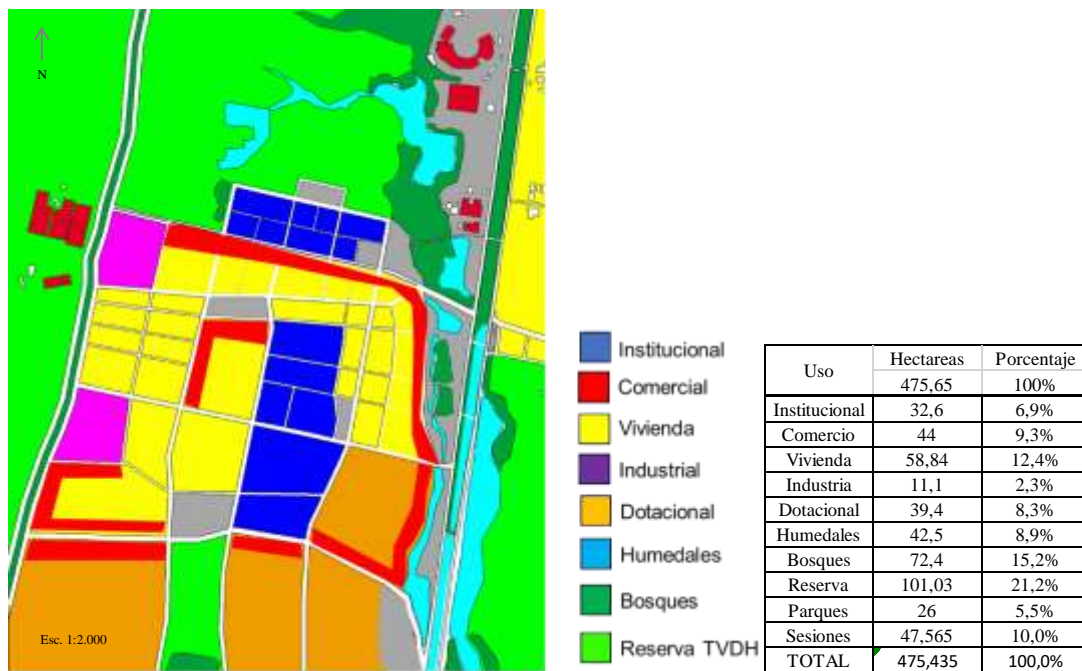 N
Esc. 1:2.000
Institucional
Comercial
Vivienda
Industrial
Dotacional
Humedales
Bosques
Reserva TVDH
Uso Hectareas Porcentaje
475,65 100%
Institucional 32,6 6,9%
Comercio 44 9,3%
Vivienda 58,84 12,4%
Industria 11,1 2,3%
Dotacional 39,4 8,3%
Humedales 42,5 8,9%
Bosques 72,4 15,2%
Reserva 101,03 21,2%
Parques 26 5,5%
Sesiones 47,565 10,0%
TOTAL 475,435 100,0%